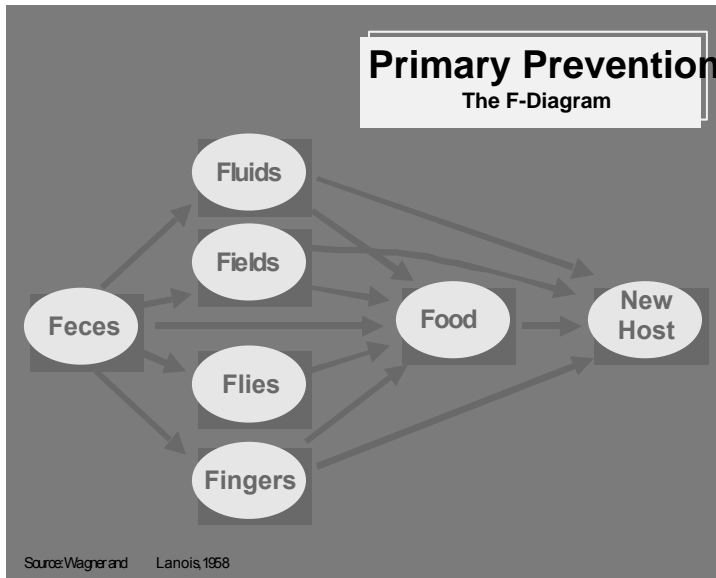 Primary Prevention
The F-Diagram
Fluids
Fields
Feces
Food
New
Host
Flies
Fingers
Source: Wagner and Lanois, 1958